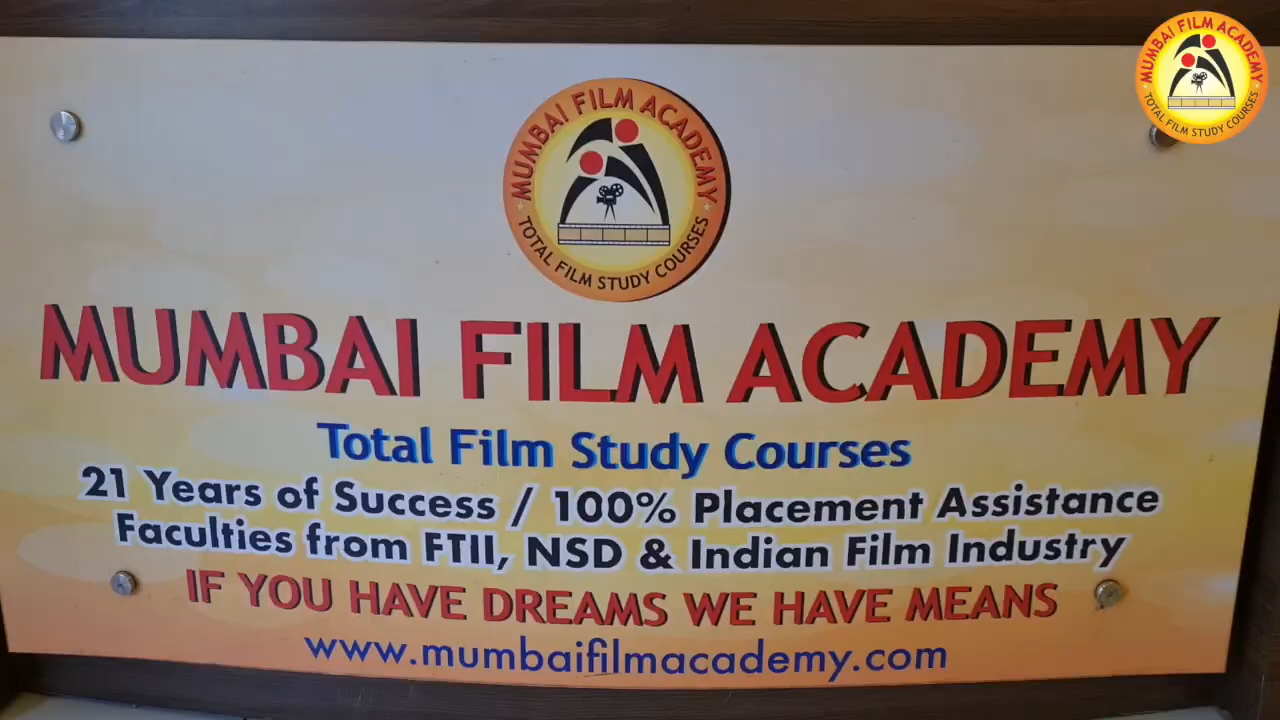 MUMBAI FILM ACADEMY
TOTAL FILM STUDY COURSES
MUMBAI FILM ACADEMY
TOTAL FILM STUDY COURSES
MUMBAI FILM ACADEMY
Total Film Study Courses
21 Years of Success / 100% Placement Assistance
Faculties from FTII, NSD & Indian Film Industry
IF YOU HAVE DREAMS WE HAVE MEANS
www.mumbaifilmacademy.com